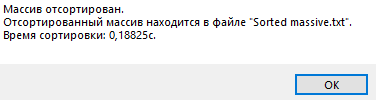 Массив отсортирован.
Отсортированный массив находится в файле "Sorted massive.txt".
Время сортировки: 0,18825с.
OK